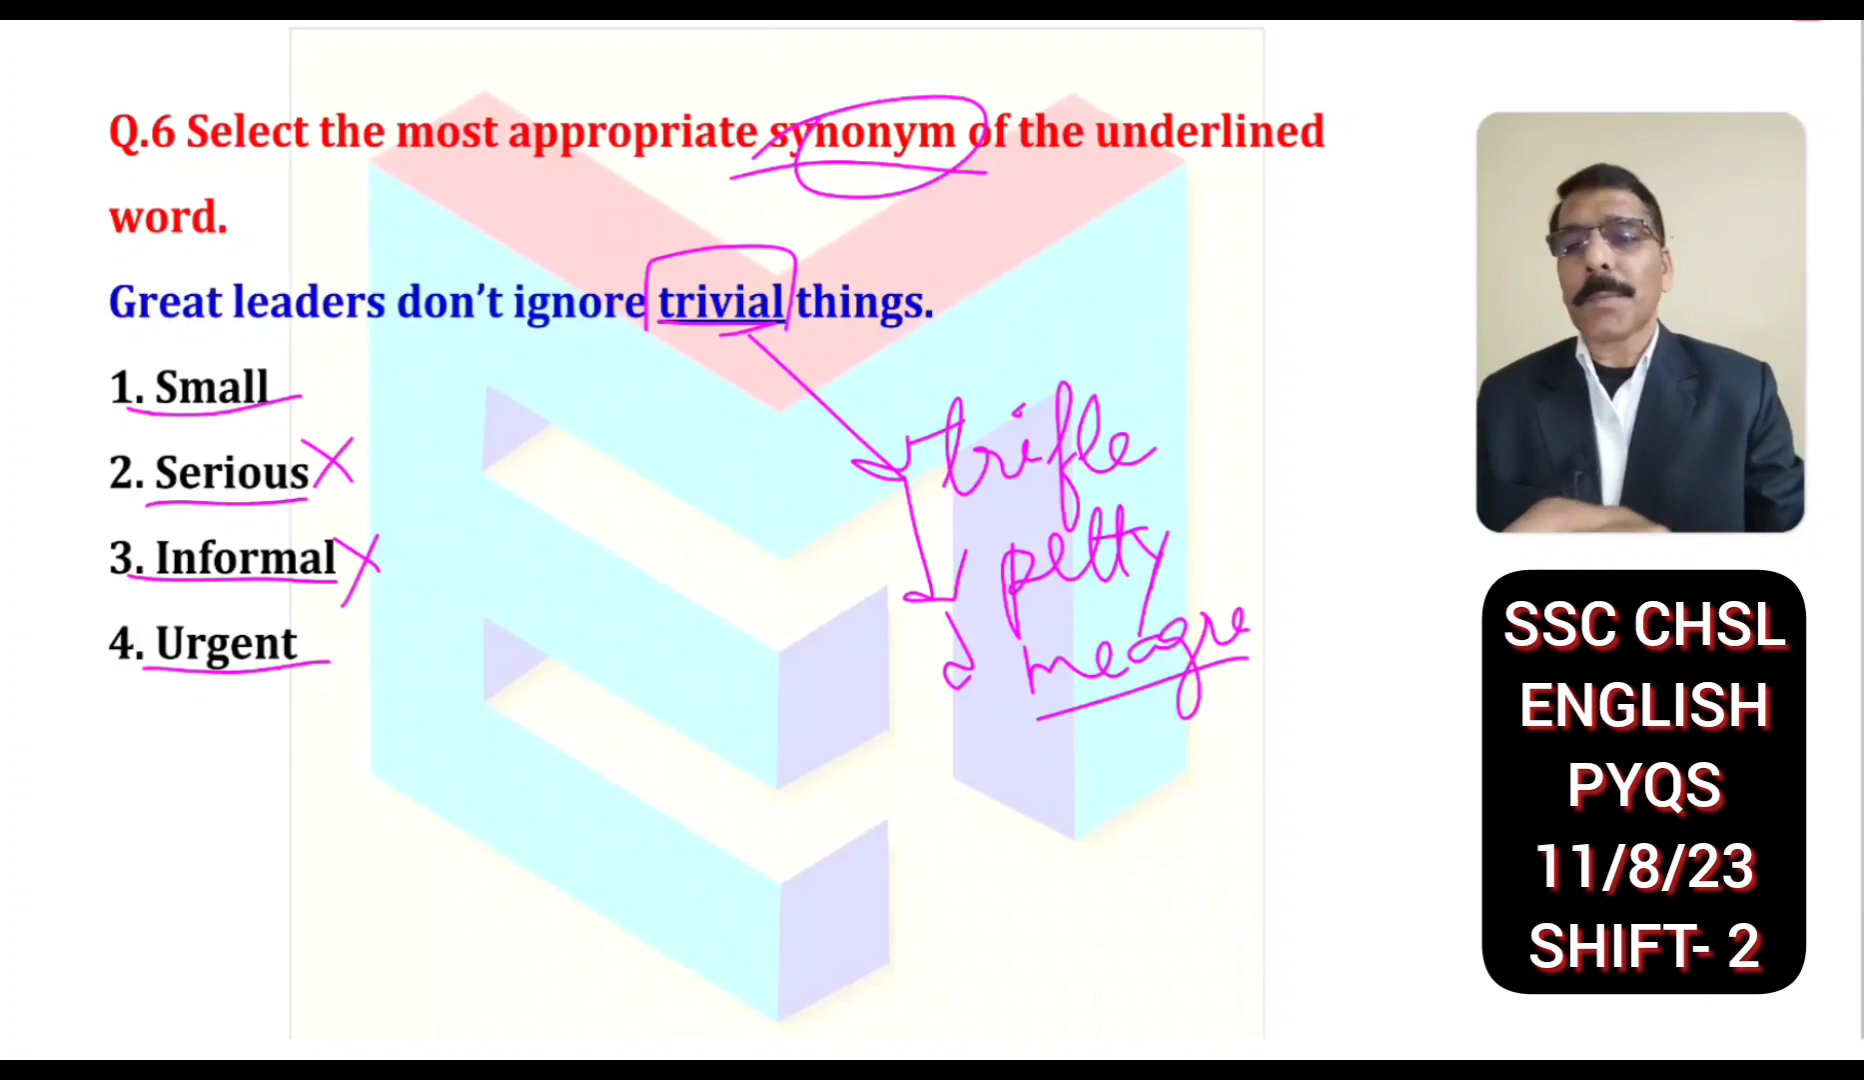 Q.6 Select the most appropriate synonym of the underlined
word.
Great leaders don't ignore trivial things.
1. Small
2. Serious
3. Informal
4. Urgent
trifle
petty
meagre
SSC CHSL
ENGLISH
PYQS
11/8/23
SHIFT- 2